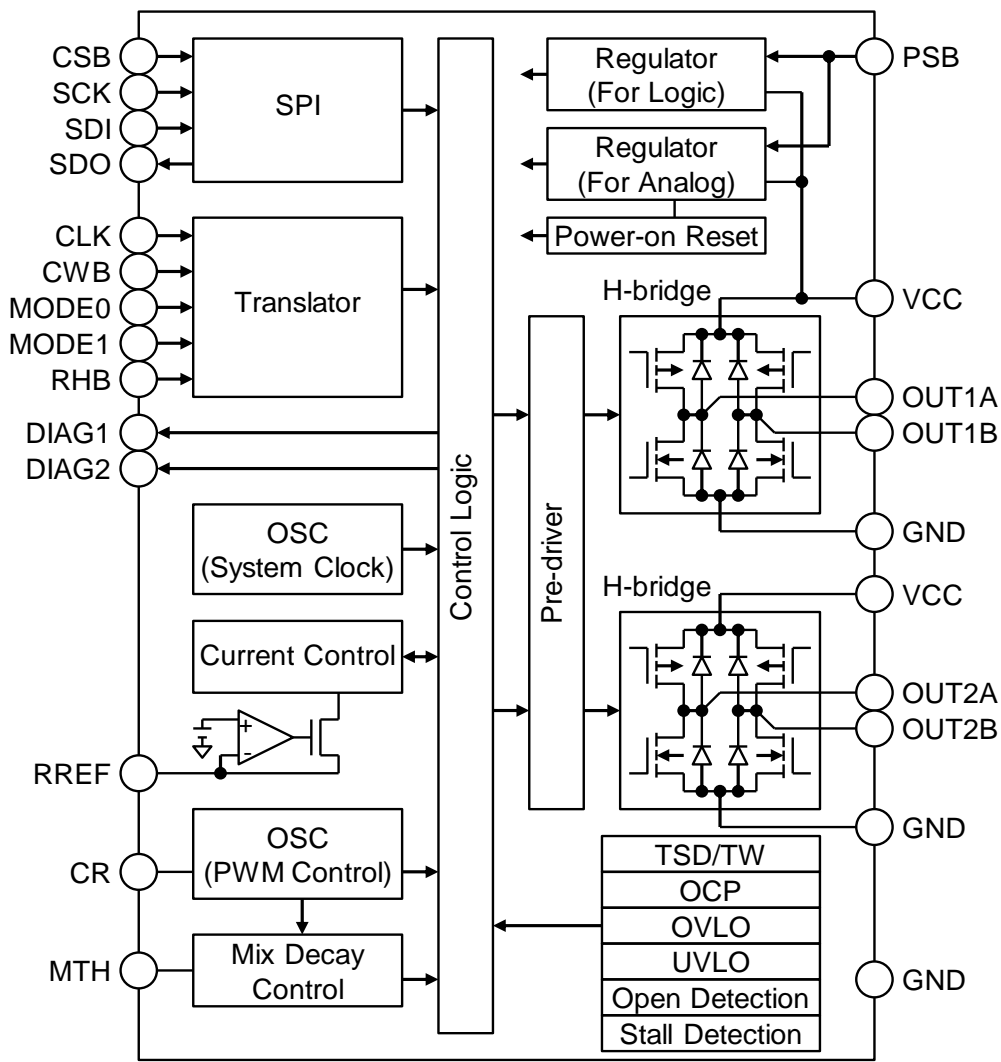 CSB
SCK
SDI
SDO
SPI
CLK
CWB
MODE0
MODE1
RHB
Translator
DIAG1
DIAG2
OSC
(System Clock)
Current Control
+
-
RREF
CR
OSC
(PWM Control)
MTH
Mix Decay
Control
Control Logic
Regulator
(For Logic)
Regulator
(For Analog)
Power-on Reset
Pre-driver
H-bridge
H-bridge
TSD/TW
OCP
OVLO
UVLO
Open Detection
Stall Detection
PSB
VCC
OUT1A
OUT1B
GND
VCC
OUT2A
OUT2B
GND
GND